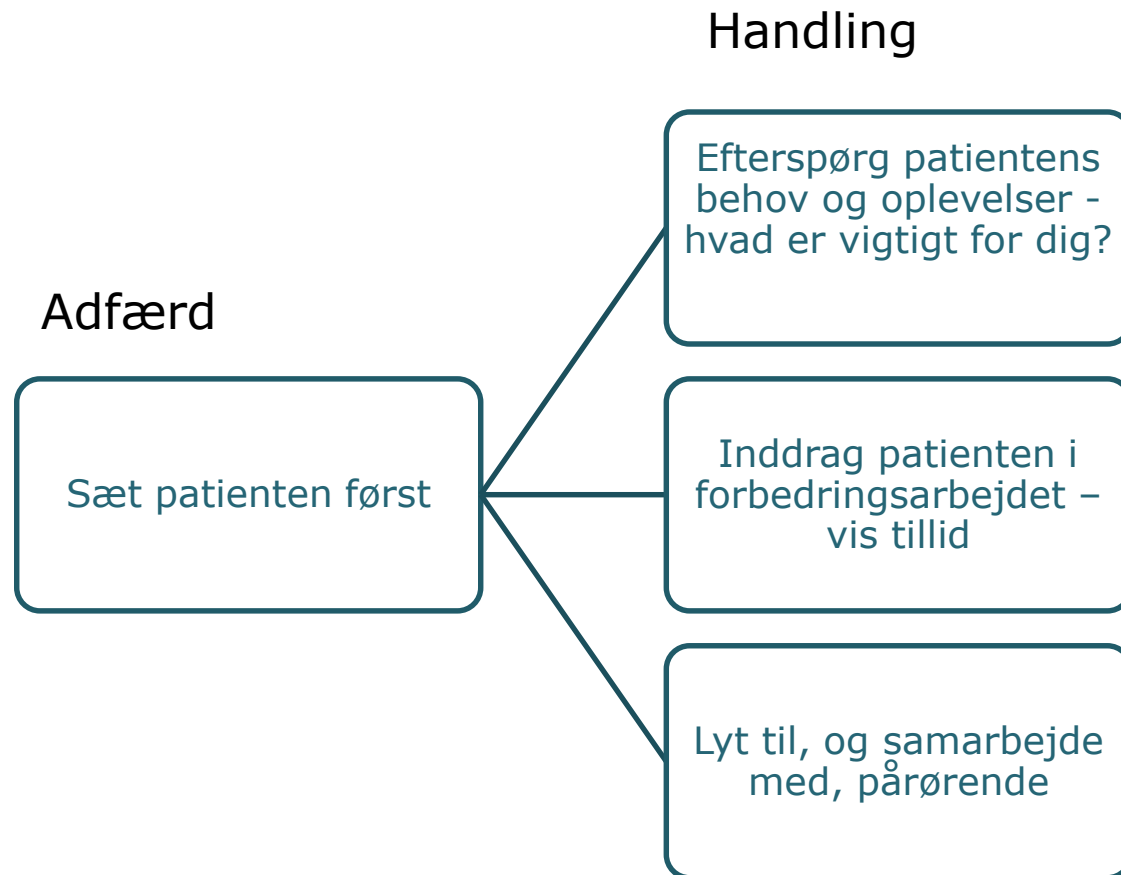 Handling
Efterspørg patientens
behov og oplevelser -
hvad er vigtigt for dig?
Adfærd
Sæt patienten først
Inddrag patienten i
forbedringsarbejdet –
vis tillid
Lyt til, og samarbejde
med, pårørende